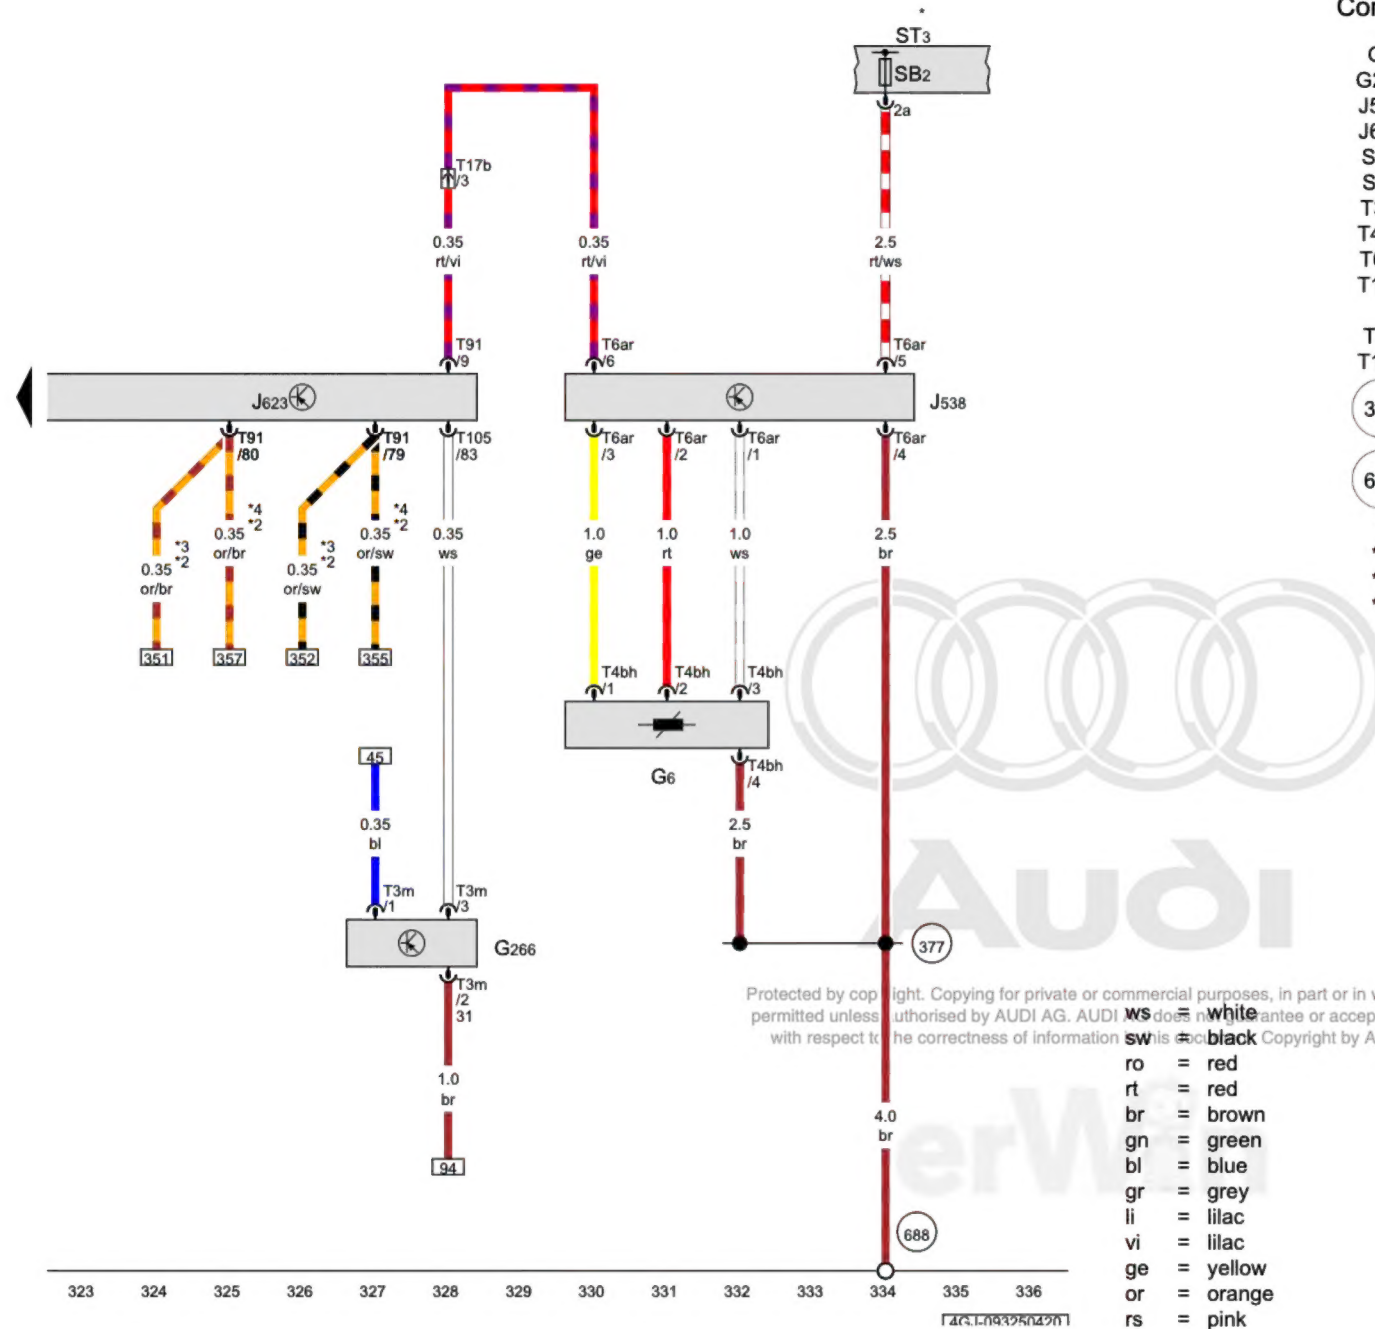 *
ST3
SB2
2a
T17b
/3
0.35
rt/vi
0.35
rt/vi
2.5
rt/ws
T91
/9
T6ar
/6
T6ar
/5
J623
J538
T91
/80
T91
/79
T105
/83
T6ar
/3
T6ar
/2
T6ar
/1
T6ar
/4
*3
*2
0.35
or/br
*4
*2
0.35
or/br
*3
*2
0.35
or/sw
*4
*2
0.35
or/sw
0.35
ws
1.0
ge
1.0
rt
1.0
ws
2.5
br
351
357
352
355
T4bh
/1
T4bh
/2
T4bh
/3
45
G6
T4bh
/4
0.35
bl
2.5
br
T3m
/1
T3m
/3
G266
377
T3m
/2
31
1.0
br
94
4.0
br
688
323 324 325 326 327 328 329 330 331 332 333 334 335 336
4GJ-093250420
Audi
Protected by copyright. Copying for private or commercial purposes, in part or in
permitted unless authorised by AUDI AG. AUDI AG does not guarantee or accep
with respect to the correctness of information in this document. Copyright by A
erWin
ws = white
sw = black
ro = red
rt = red
br = brown
gn = green
bl = blue
gr = grey
li = lilac
vi = lilac
ge = yellow
or = orange
rs = pink